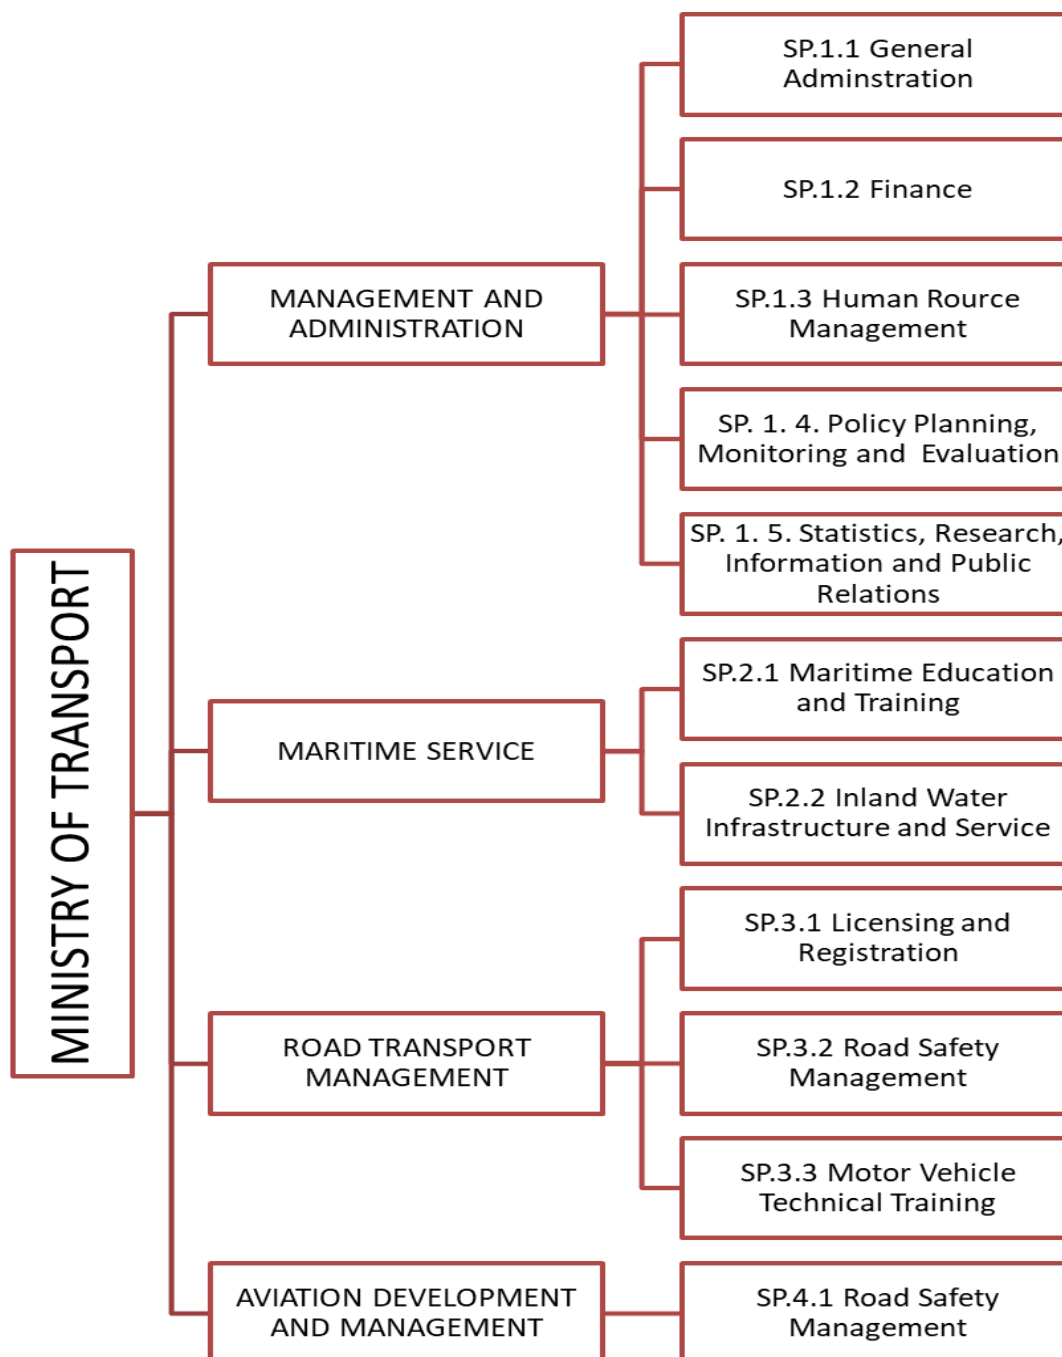 MINISTRY OF TRANSPORT
MANAGEMENT AND
ADMINISTRATION
SP.1.1 General
Adminstration
SP.1.2 Finance
SP.1.3 Human Rource
Management
SP. 1. 4. Policy Planning,
Monitoring and  Evaluation
SP. 1. 5. Statistics, Research,
Information and Public
Relations
MARITIME SERVICE
SP.2.1 Maritime Education
and Training
SP.2.2 Inland Water
Infrastructure and Service
ROAD TRANSPORT
MANAGEMENT
SP.3.1 Licensing and
Registration
SP.3.2 Road Safety
Management
SP.3.3 Motor Vehicle
Technical Training
AVIATION DEVELOPMENT
AND MANAGEMENT
SP.4.1 Road Safety
Management